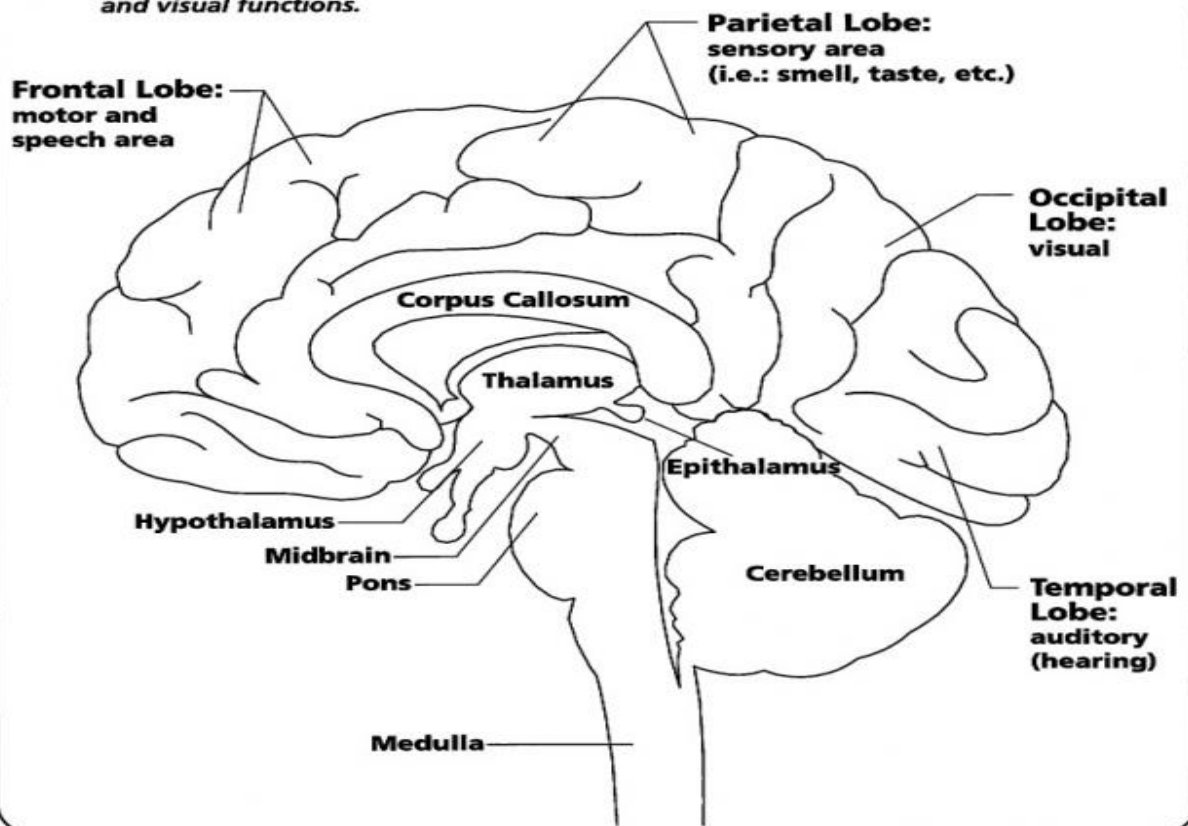 and visual functions.
Parietal Lobe:
sensory area
(i.e.: smell, taste, etc.)
Frontal Lobe:
motor and
speech area
Occipital
Lobe:
visual
Corpus Callosum
Thalamus
Epithalamus
Hypothalamus
Midbrain
Pons
Cerebellum
Temporal
Lobe:
auditory
(hearing)
Medulla